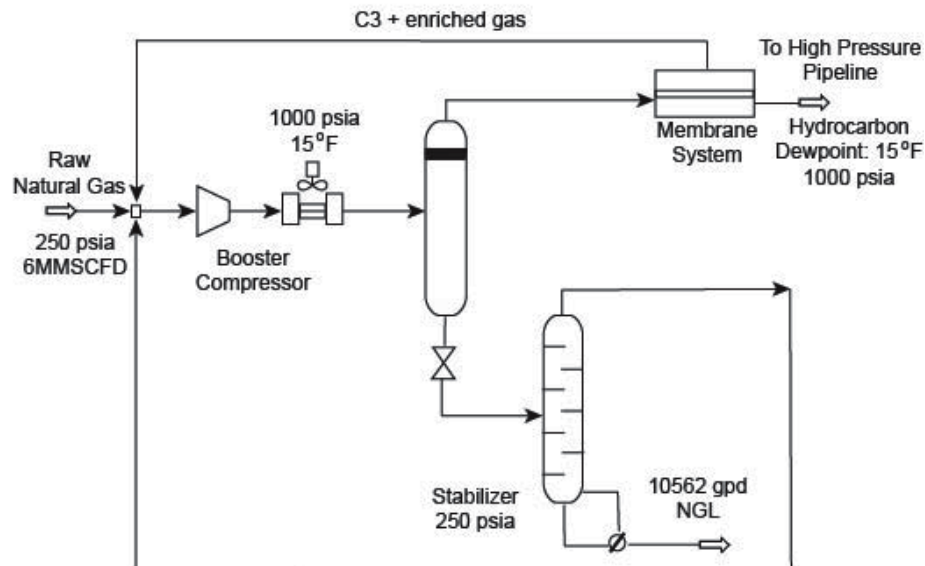 C3 + enriched gas
To High Pressure
Pipeline
1000 psia
15°F
Membrane
System
Hydrocarbon
Dewpoint: 15°F
1000 psia
Raw
Natural Gas
250 psia
6MMSCFD
Booster
Compressor
Stabilizer
250 psia
10562 gpd
NGL